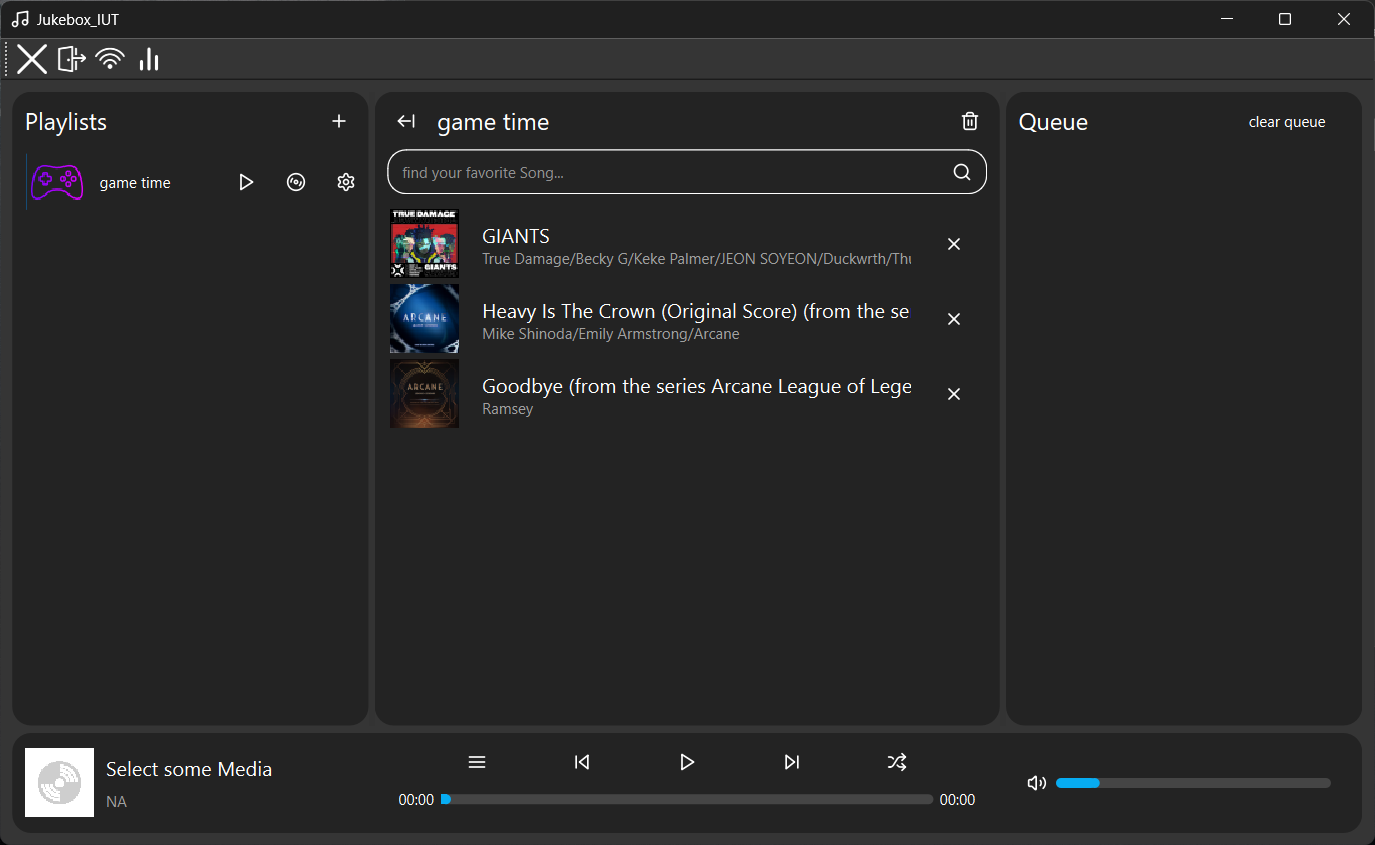 Jukebox_IUT
Playlists
game time
game time
find your favorite Song...
TRUE DAMAGE
GIANTS
GIANTS
True Damage/Becky G/Keke Palmer/JEON SOYEON/Duckwrth/Thu
ARCANE
Heavy Is The Crown (Original Score) (from the se
Mike Shinoda/Emily Armstrong/Arcane
ARCANE
Goodbye (from the series Arcane League of Lege
Ramsey
Queue
clear queue
Select some Media
NA
00:00
00:00